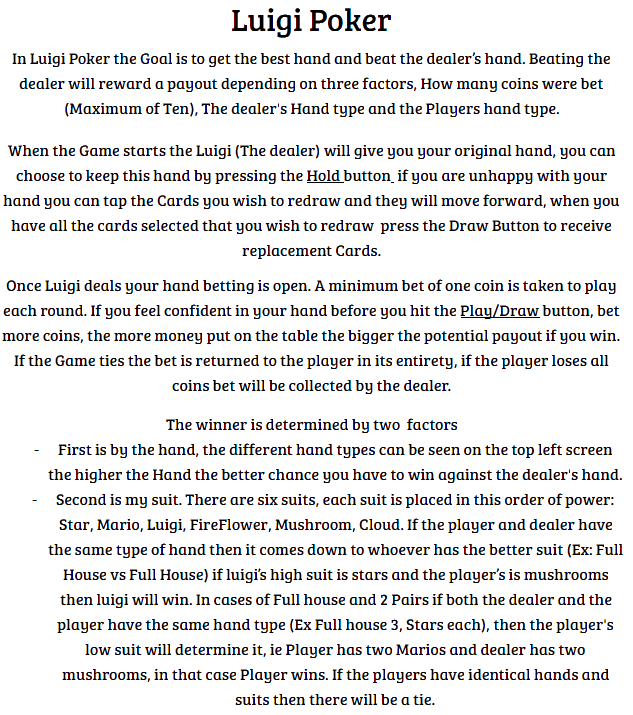 Luigi Poker
In Luigi Poker the Goal is to get the best hand and beat the dealer's hand. Beating the
dealer will reward a payout depending on three factors, How many coins were bet
(Maximum of Ten), The dealer's Hand type and the Players hand type.
When the Game starts the Luigi (The dealer) will give you your original hand, you can
choose to keep this hand by pressing the Hold button if you are unhappy with your
hand you can tap the Cards you wish to redraw and they will move forward, when you
have all the cards selected that you wish to redraw press the Draw Button to receive
replacement Cards.
Once Luigi deals your hand betting is open. A minimum bet of one coin is taken to play
each round. If you feel confident in your hand before you hit the Play/Draw button, bet
more coins, the more money put on the table the bigger the potential payout if you win.
If the Game ties the bet is returned to the player in its entirety, if the player loses all
coins bet will be collected by the dealer.
The winner is determined by two factors
- First is by the hand, the different hand types can be seen on the top left screen
the higher the Hand the better chance you have to win against the dealer's hand.
- Second is my suit. There are six suits, each suit is placed in this order of power:
Star, Mario, Luigi, FireFlower, Mushroom, Cloud. If the player and dealer have
the same type of hand then it comes down to whoever has the better suit (Ex: Full
House vs Full House) if luigi's high suit is stars and the player's is mushrooms
then luigi will win. In cases of Full house and 2 Pairs if both the dealer and the
player have the same hand type (Ex Full house 3, Stars each), then the player's
low suit will determine it, ie Player has two Marios and dealer has two
mushrooms, in that case Player wins. If the players have identical hands and
suits then there will be a tie.